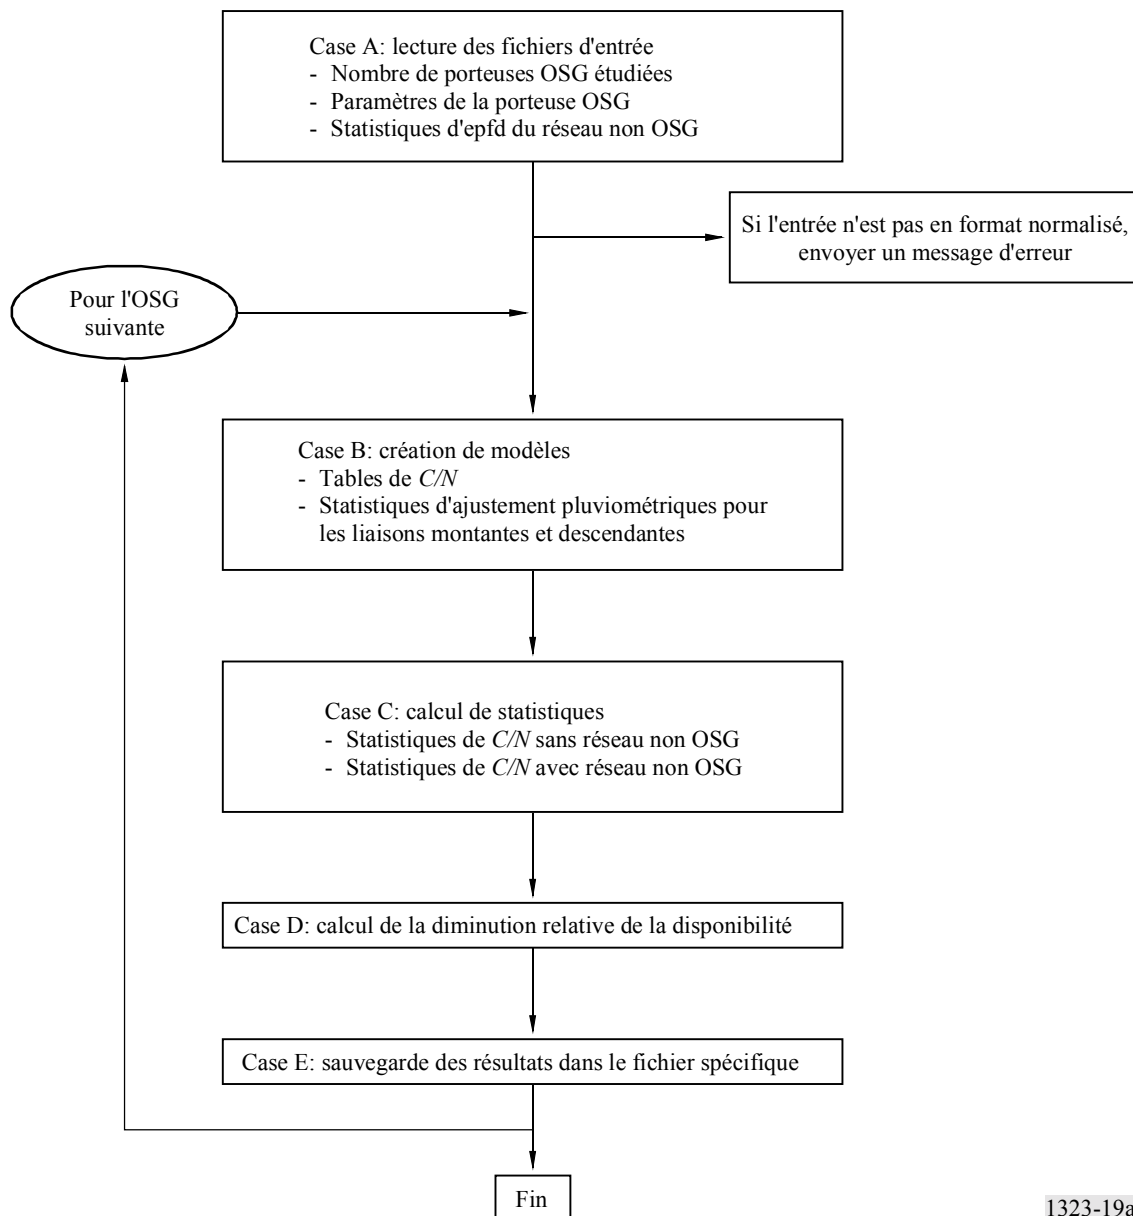 Case A: lecture des fichiers d'entrée
- Nombre de porteuses OSG étudiées
- Paramètres de la porteuse OSG
- Statistiques d'epfd du réseau non OSG
Si l'entrée n'est pas en format normalisé,
envoyer un message d'erreur
Pour l'OSG
suivante
Case B: création de modèles
- Tables de C/N
- Statistiques d'ajustement pluviométriques pour
les liaisons montantes et descendantes
Case C: calcul de statistiques
- Statistiques de C/N sans réseau non OSG
- Statistiques de C/N avec réseau non OSG
Case D: calcul de la diminution relative de la disponibilité
Case E: sauvegarde des résultats dans le fichier spécifique
Fin
1323-19a